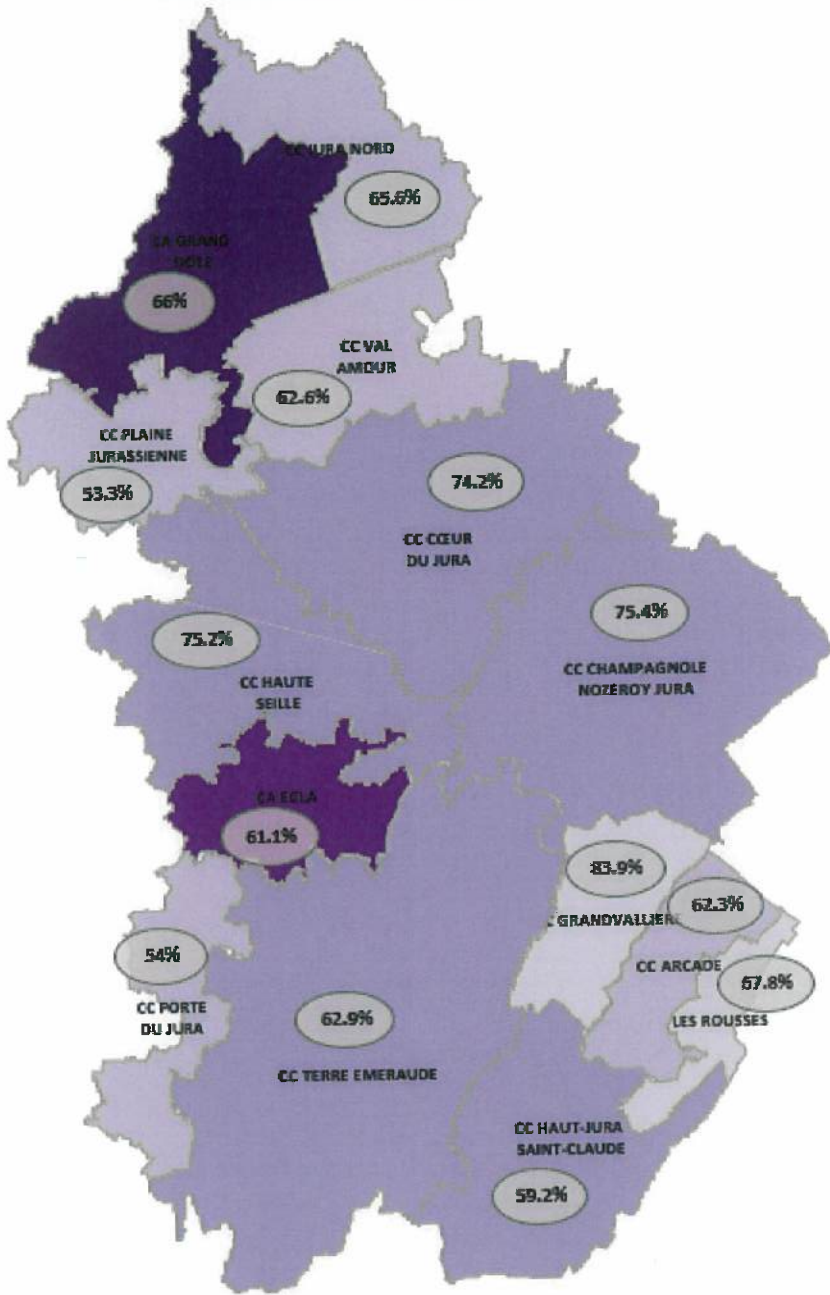 CC JURA NORD
65.6%
CA GRAND
DOLE
66%
CC VAL
AMOUR
62.6%
CC PLAINE
JURASSIENNE
53.3%
74.2%
CC CŒUR
DU JURA
75.4%
CC CHAMPAGNOLE
NOZEROY JURA
75.2%
CC HAUTE
SEILLE
CA ECLA
61.1%
83.9%
C GRANDVALLIERE
62.3%
CC ARCADE
67.8%
LES ROUSSES
54%
CC PORTE
DU JURA
62.9%
CC TERRE EMERAUDE
CC HAUT-JURA
SAINT-CLAUDE
59.2%